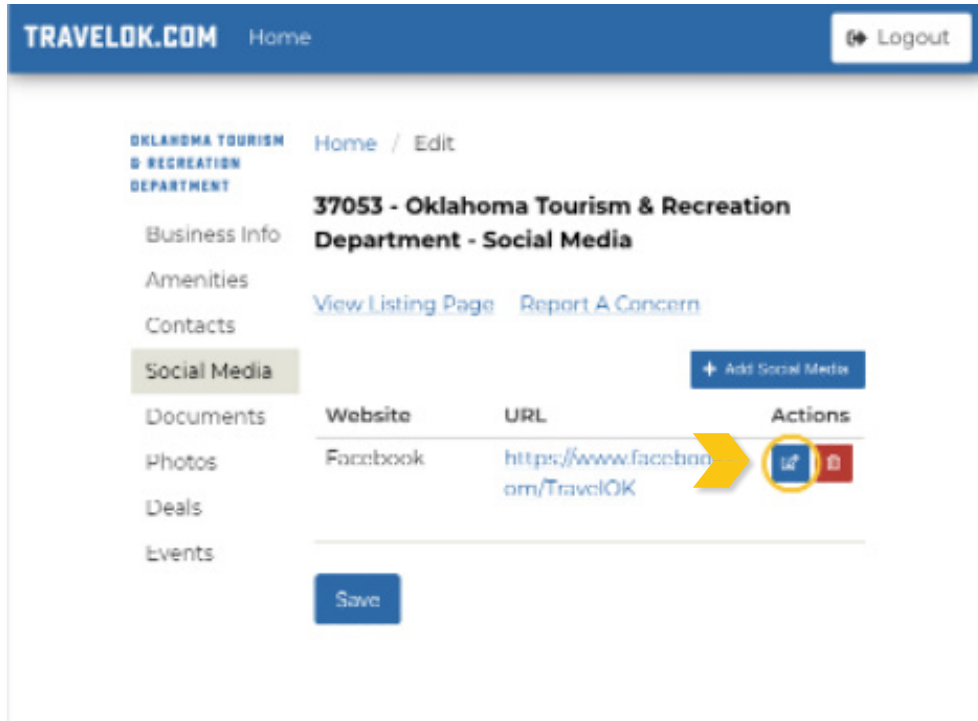 TRAVELOK.COM Home Logout
OKLAHOMA TOURISM
& RECREATION
DEPARTMENT
Business Info
Amenities
Contacts
Social Media
Documents
Photos
Deals
Events
Home / Edit
37053 - Oklahoma Tourism & Recreation
Department - Social Media
View Listing Page Report A Concern
+ Add Social Media
Website URL Actions
Facebook https://www.faceboo
om/TravelOK
Save